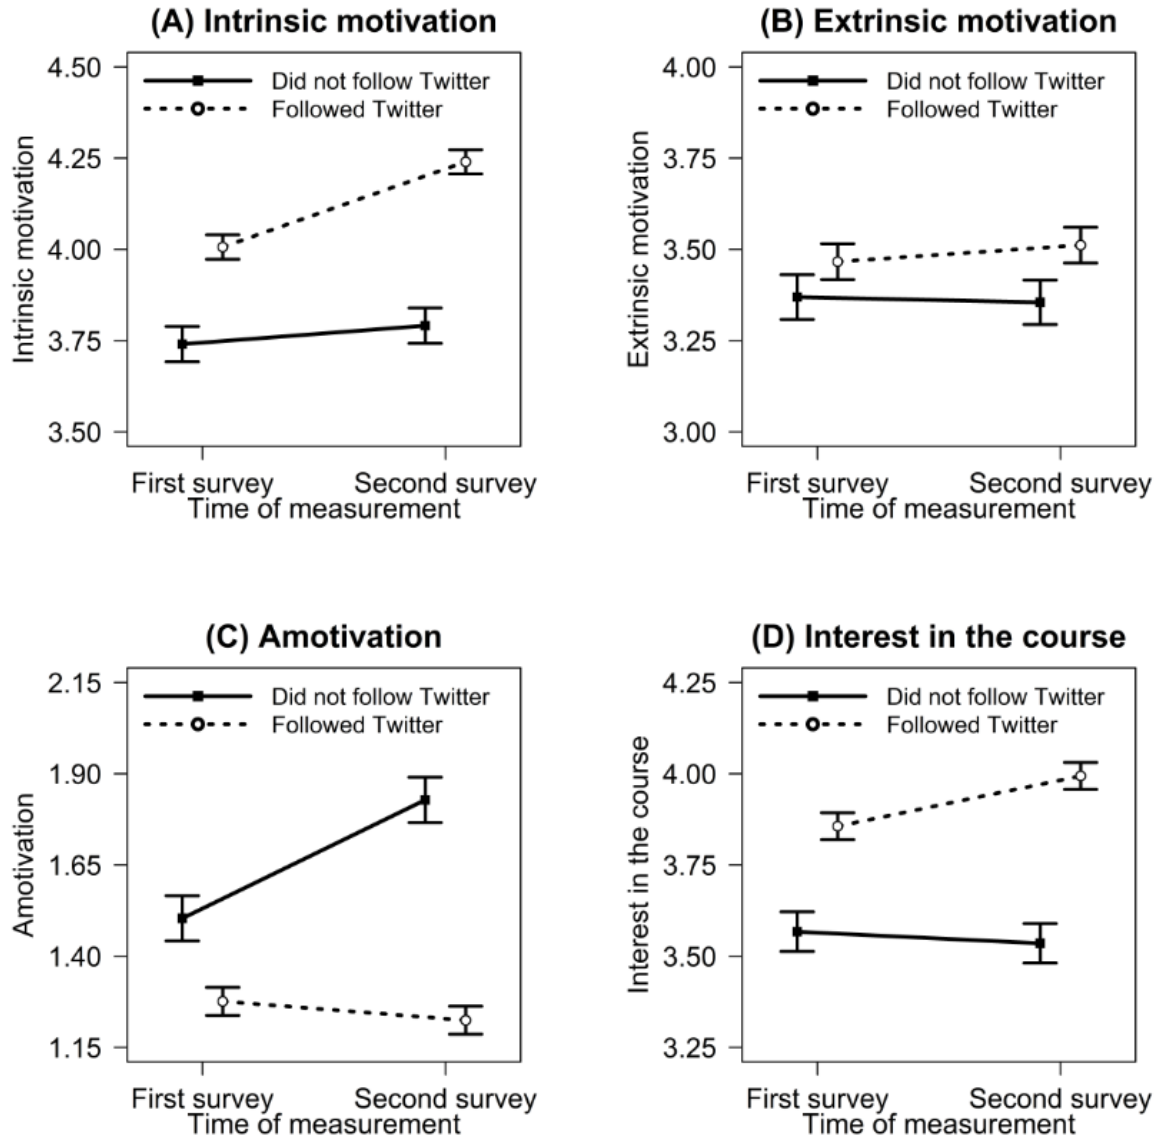 (A) Intrinsic motivation
Intrinsic motivation
4.50
4.25
4.00
3.75
3.50
Did not follow Twitter
Followed Twitter
First survey
Second survey
Time of measurement
(B) Extrinsic motivation
Extrinsic motivation
4.00
3.75
3.50
3.25
3.00
Did not follow Twitter
Followed Twitter
First survey
Second survey
Time of measurement
(C) Amotivation
Amotivation
2.15
1.90
1.65
1.40
1.15
Did not follow Twitter
Followed Twitter
First survey
Second survey
Time of measurement
(D) Interest in the course
Interest in the course
4.25
4.00
3.75
3.50
3.25
Did not follow Twitter
Followed Twitter
First survey
Second survey
Time of measurement